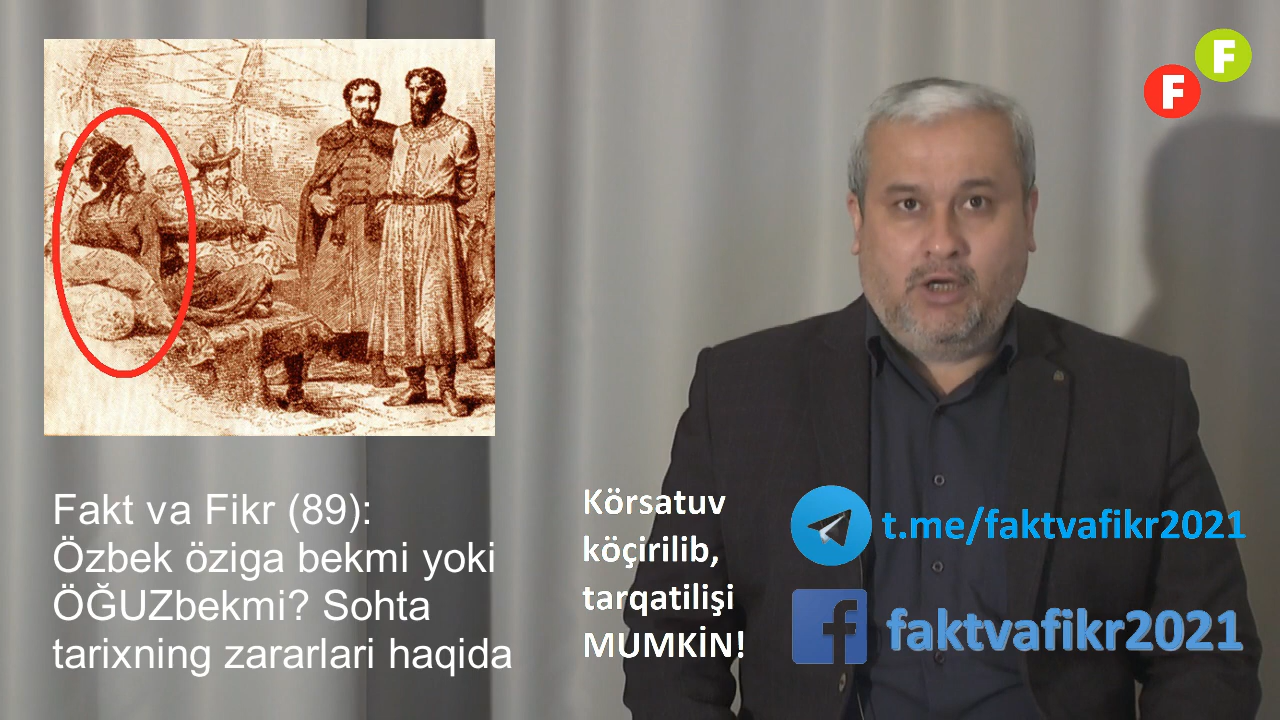 F
F
Fakt va Fikr (89):
Özbek öziga bekmi yoki
ÖĞUZbekmi? Sohta
tarixning zararlari haqida
Körsatuv
köçirilib,
tarqatilişi
MUMKİN!
t.me/faktvafikr2021
f
faktvafikr2021